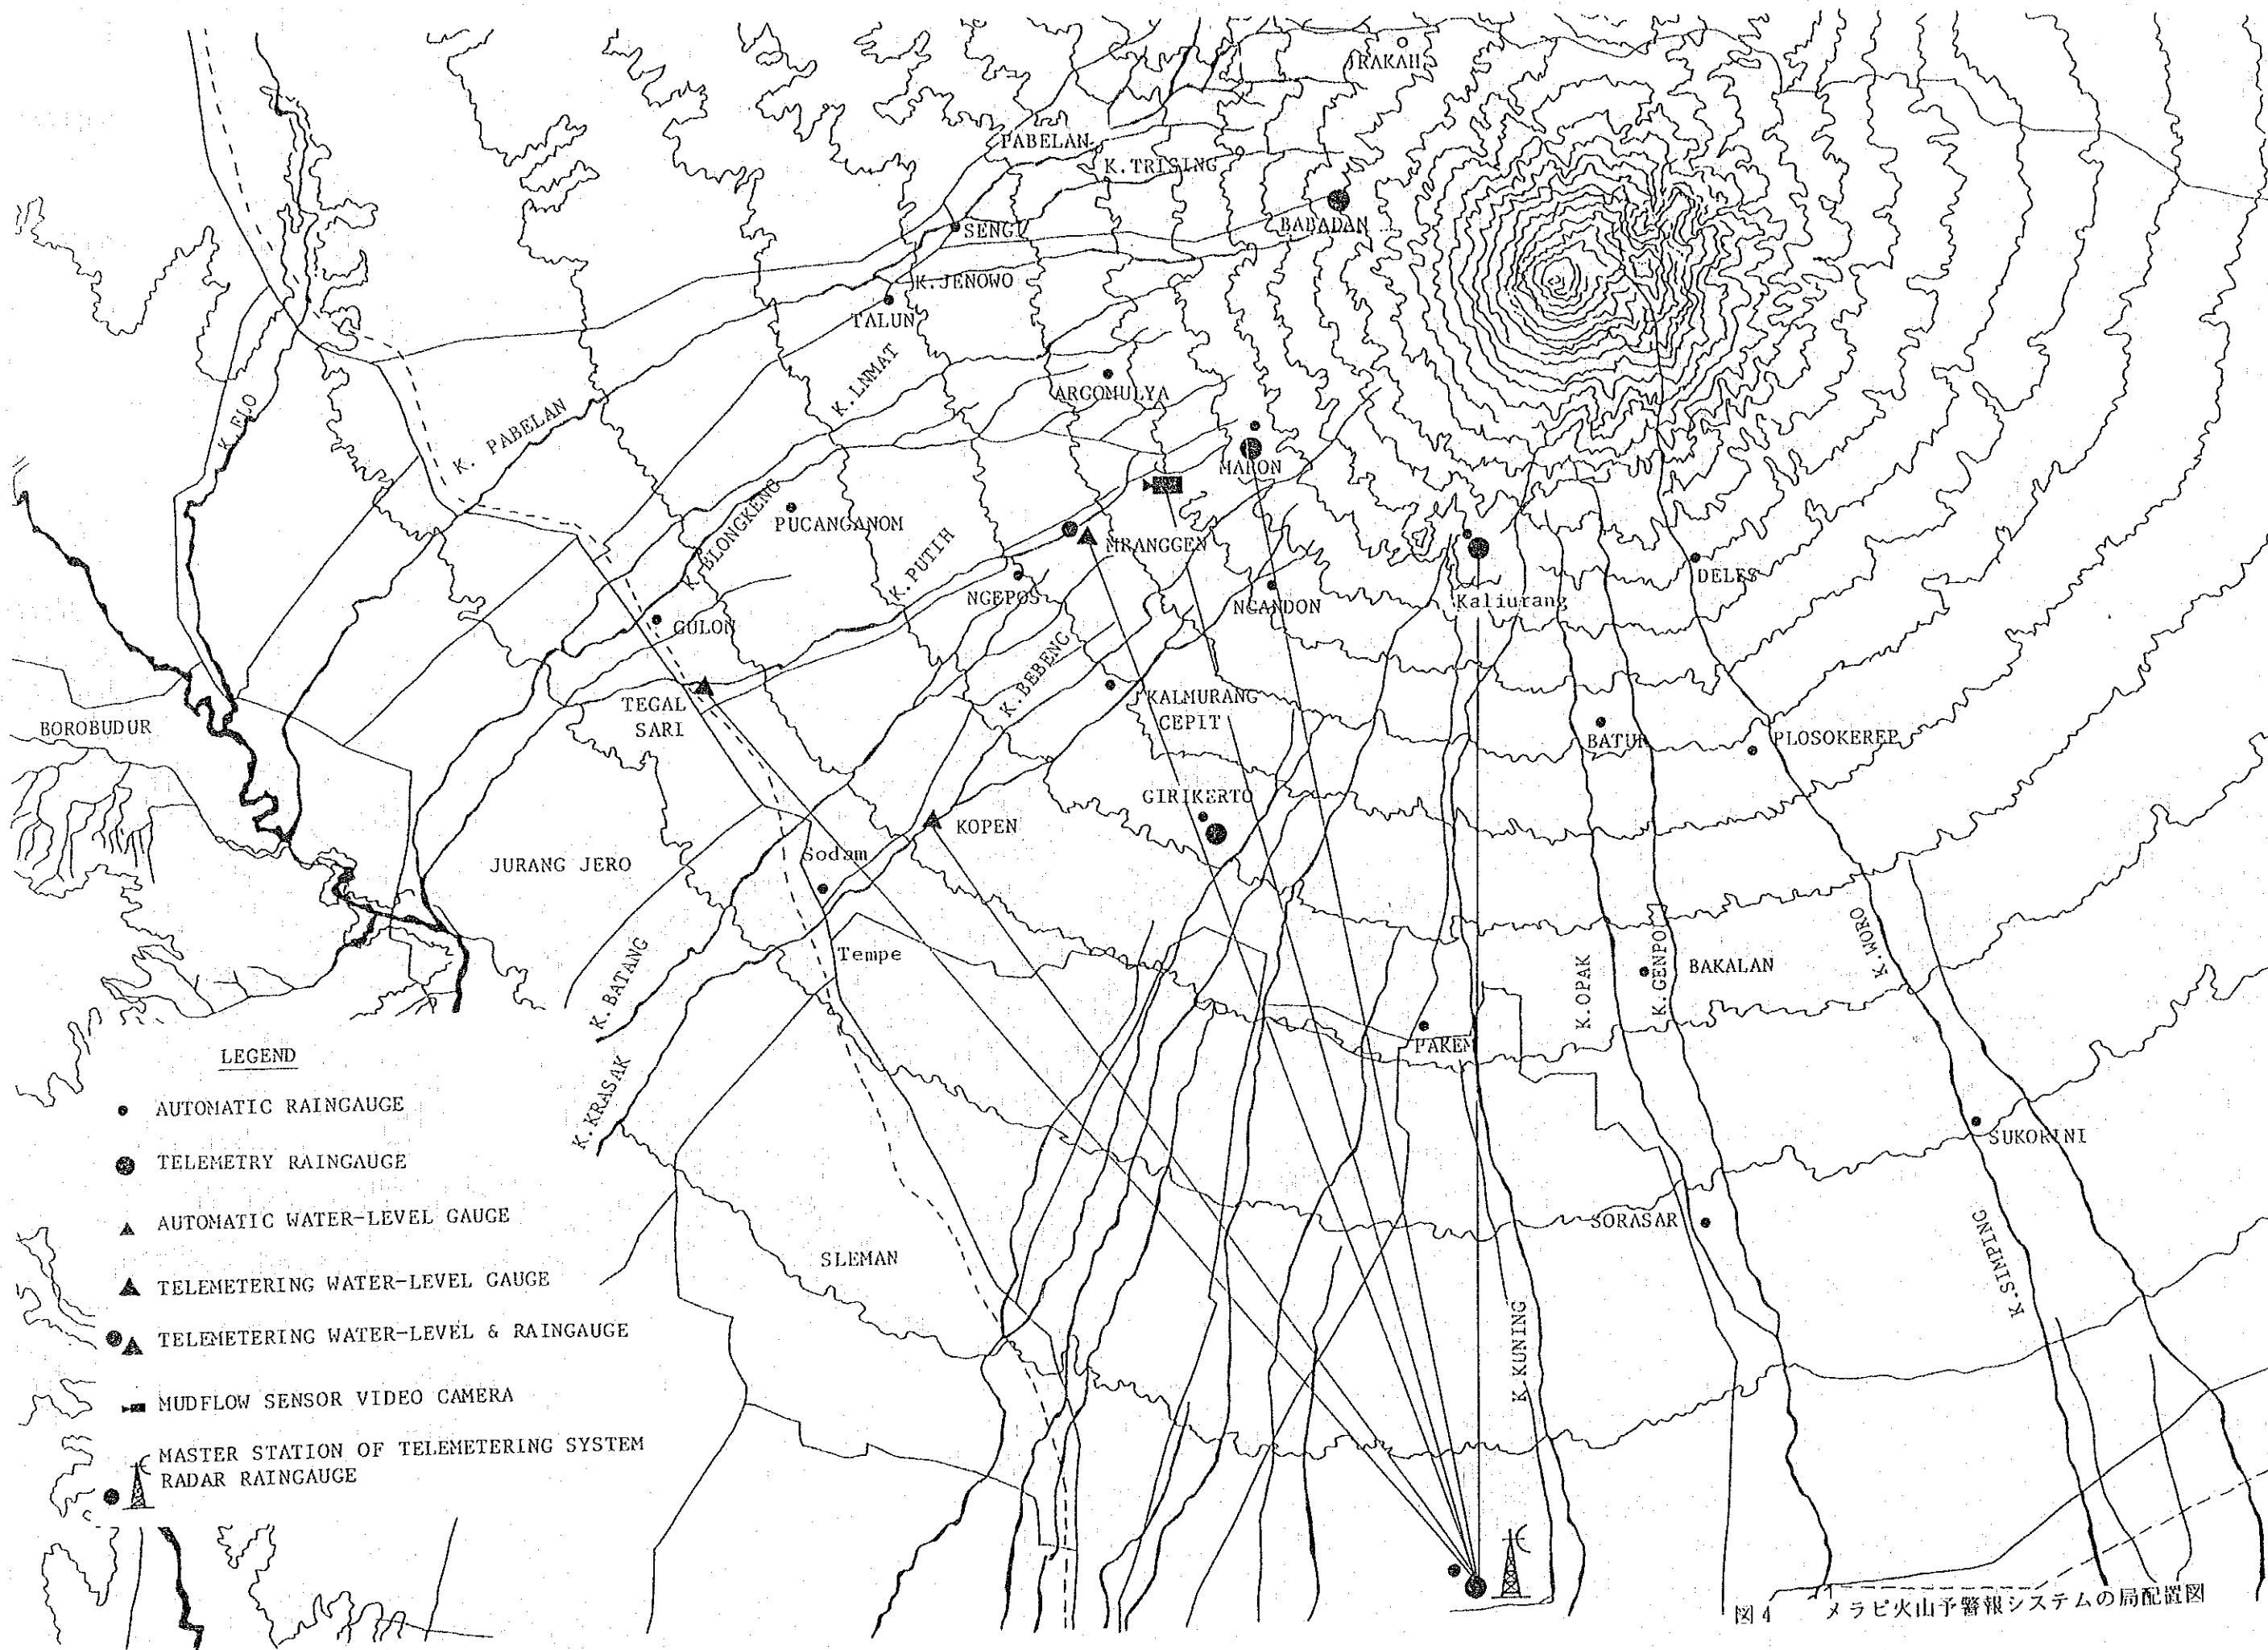 RAKAH
PABELAN
K.TRISING
BABADAN
SENGI
K.JENOWO
TALUN
K.LNMAT
ARGOMULYA
K.ELO
K. PABELAN
MARON
PUCANGANOM
K.BLONGKENG
K.PUTIH
MRANGGEN
DELES
NGEPOS
NGANDON
Kaliurang
GULON
K.BEBENG
TEGAL
SARI
KALMURANG
CEPIT
BOROBUDUR
BATUR
PLOSOKEREP
GIRIKERTO
KOPEN
Sodam
JURANG JERO
K.WORO
Tempe
K.BATANG
K.OPAK
K.GENPOL
BAKALAN
PAKEM
K.KRASAK
SUKORINI
SORASAR
SLEMAN
K.SIMPING
K.KUNING
LEGEND
AUTOMATIC RAINGAUGE
TELEMETRY RAINGAUGE
AUTOMATIC WATER-LEVEL GAUGE
TELEMETERING WATER-LEVEL GAUGE
TELEMETERING WATER-LEVEL & RAINGAUGE
MUDFLOW SENSOR VIDEO CAMERA
MASTER STATION OF TELEMETERING SYSTEM
RADAR RAINGAUGE
図4 メラピ火山予警報システムの局配置図